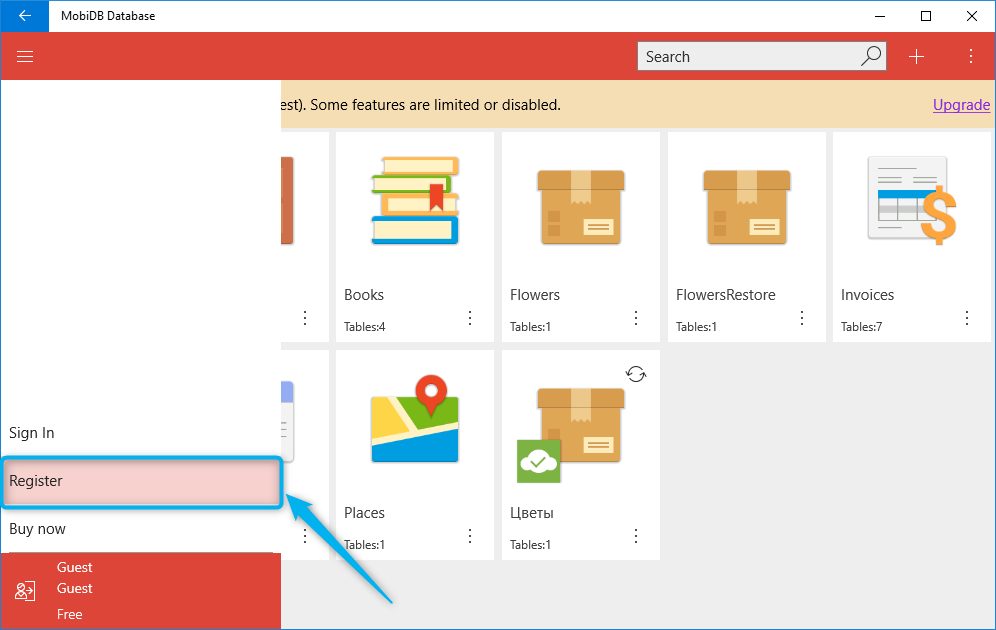 MobiDB Database
Search
est). Some features are limited or disabled.
Upgrade
Books
Tables:4
Flowers
Tables:1
FlowersRestore
Tables:1
Invoices
Tables:7
Places
Tables:1
Цветы
Tables:1
Sign In
Register
Buy now
Guest
Guest
Free